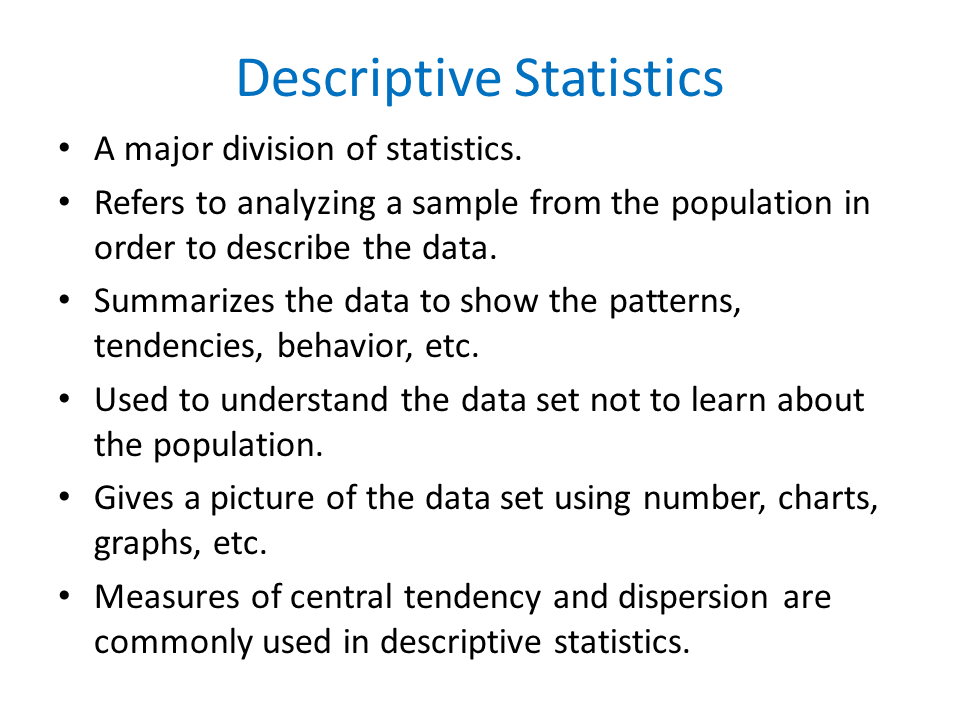 Descriptive Statistics
• A major division of statistics.
• Refers to analyzing a sample from the population in
order to describe the data.
• Summarizes the data to show the patterns,
tendencies, behavior, etc.
• Used to understand the data set not to learn about
the population.
• Gives a picture of the data set using number, charts,
graphs, etc.
• Measures of central tendency and dispersion are
commonly used in descriptive statistics.